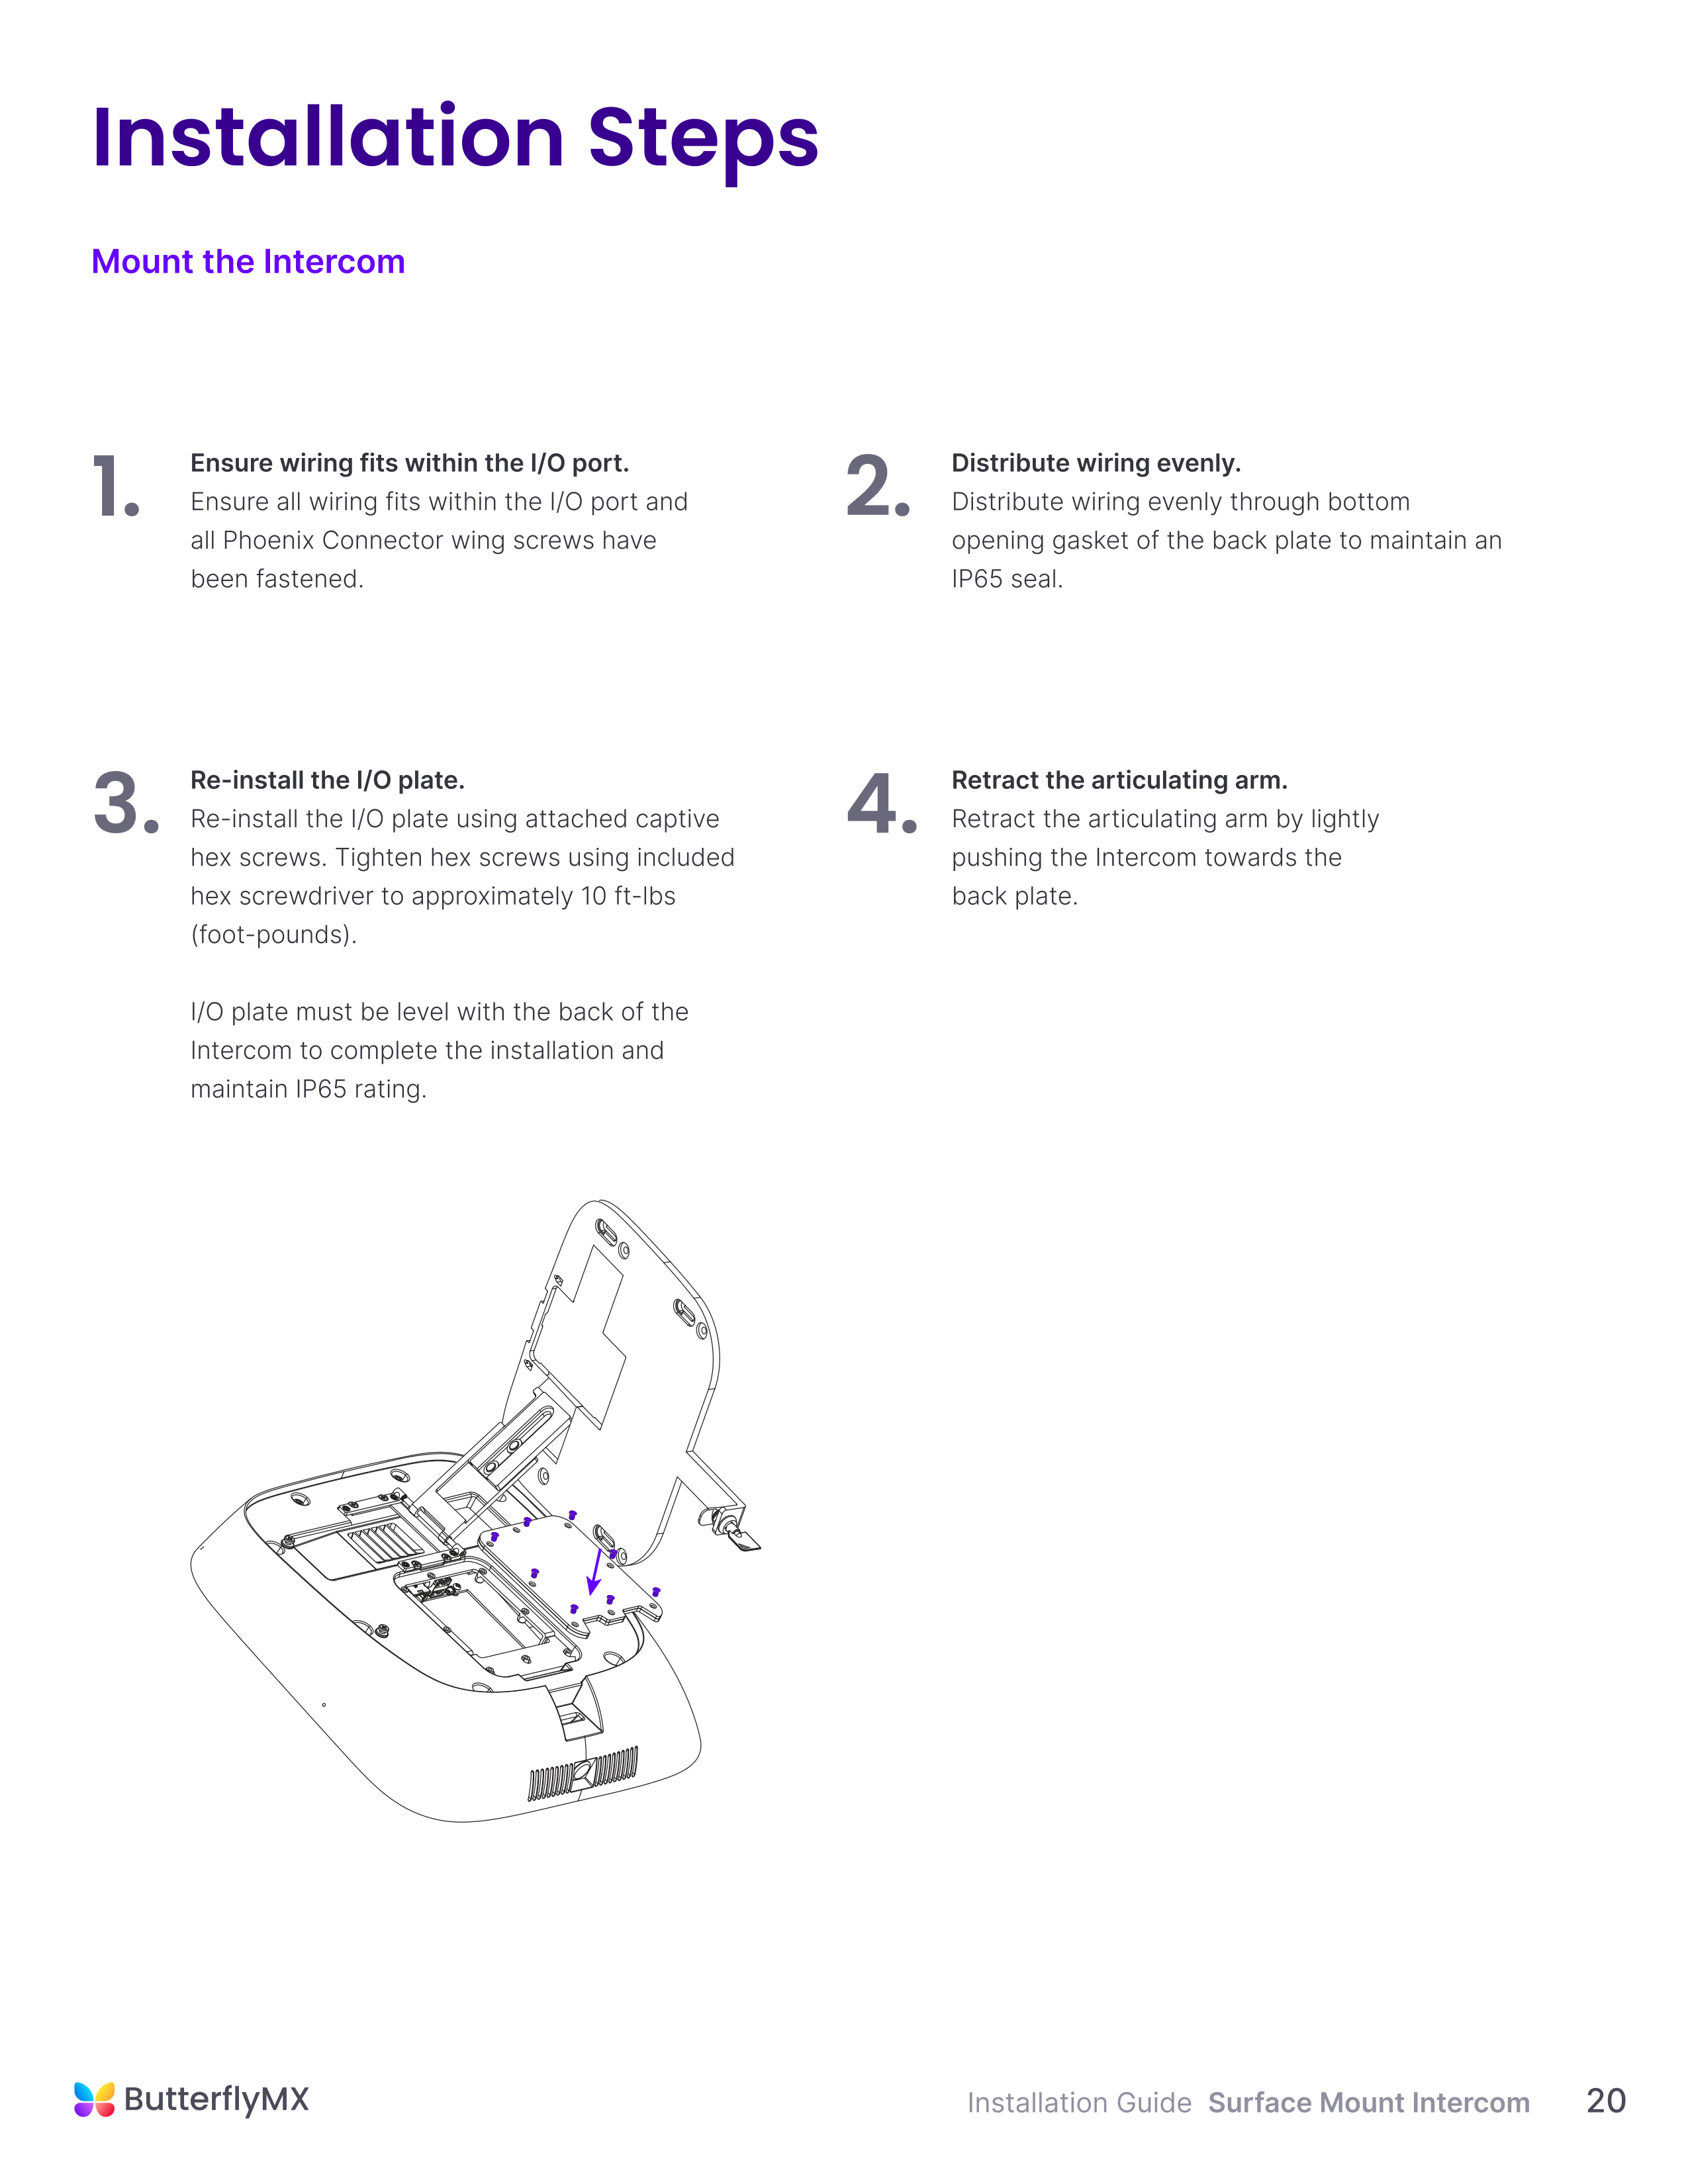 Installation Steps
Mount the Intercom
1.
Ensure wiring fits within the I/O port.
Ensure all wiring fits within the I/O port and
all Phoenix Connector wing screws have
been fastened.
2.
Distribute wiring evenly.
Distribute wiring evenly through bottom
opening gasket of the back plate to maintain an
IP65 seal.
3.
Re-install the I/O plate.
Re-install the I/O plate using attached captive
hex screws. Tighten hex screws using included
hex screwdriver to approximately 10 ft-lbs
(foot-pounds).
I/O plate must be level with the back of the
Intercom to complete the installation and
maintain IP65 rating.
4.
Retract the articulating arm.
Retract the articulating arm by lightly
pushing the Intercom towards the
back plate.
ButterflyMX
Installation Guide Surface Mount Intercom 20